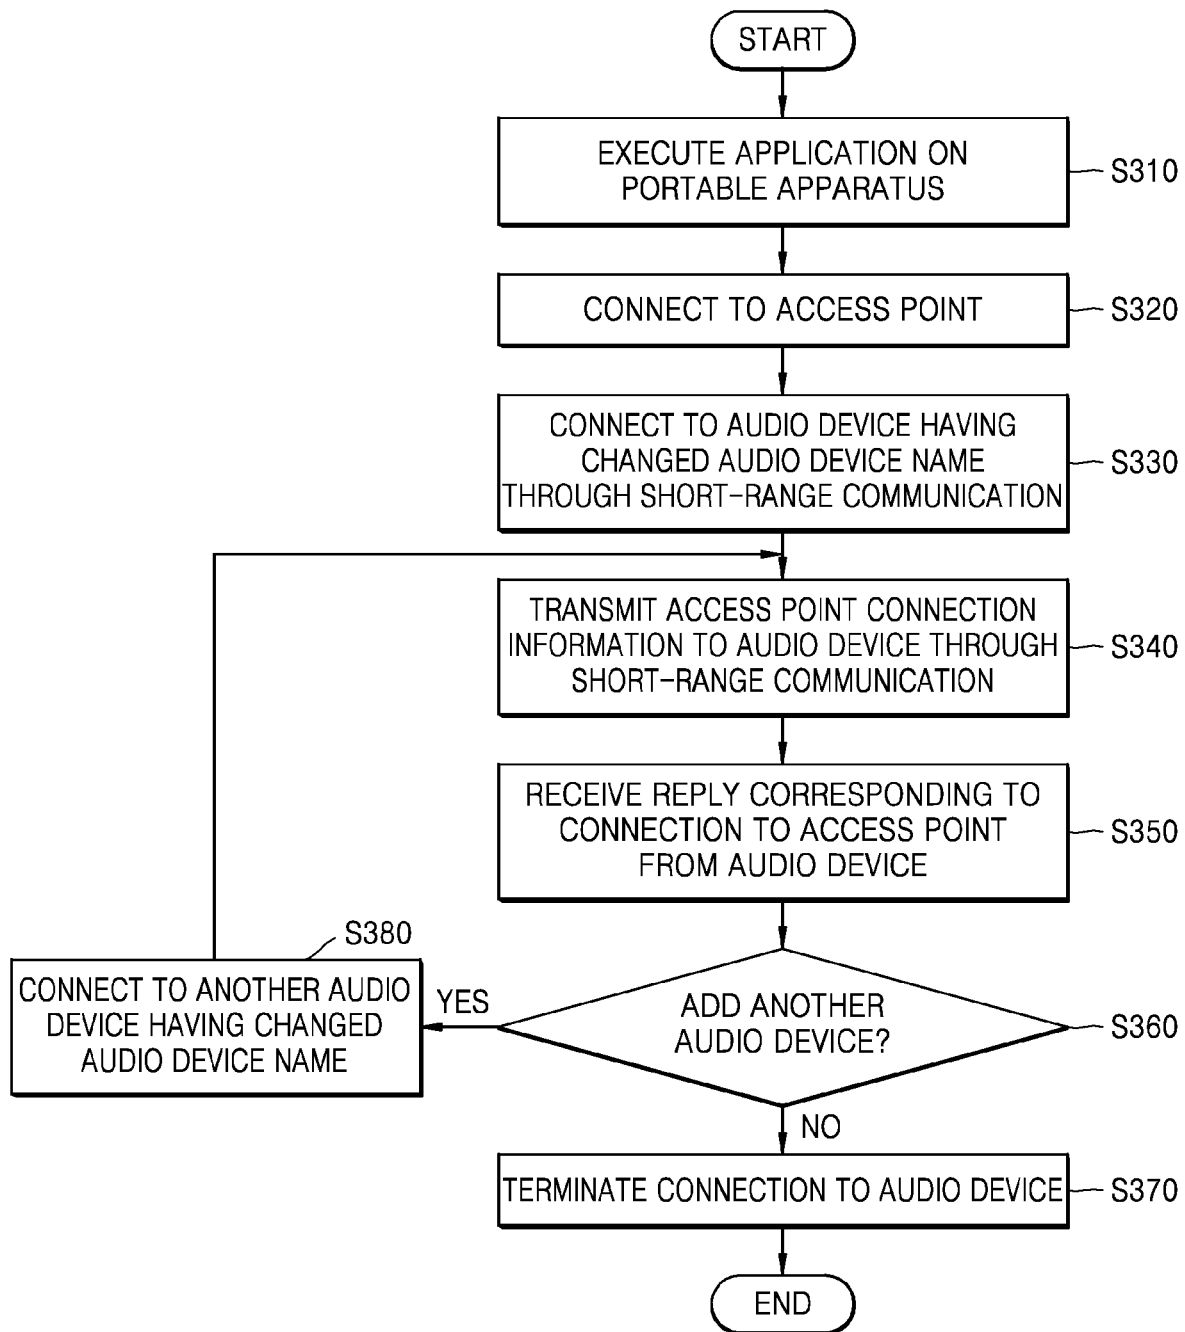 START
EXECUTE APPLICATION ON
PORTABLE APPARATUS
S310
CONNECT TO ACCESS POINT
S320
CONNECT TO AUDIO DEVICE HAVING
CHANGED AUDIO DEVICE NAME
THROUGH SHORT-RANGE COMMUNICATION
S330
TRANSMIT ACCESS POINT CONNECTION
INFORMATION TO AUDIO DEVICE THROUGH
SHORT-RANGE COMMUNICATION
S340
RECEIVE REPLY CORRESPONDING TO
CONNECTION TO ACCESS POINT
FROM AUDIO DEVICE
S350
S380
CONNECT TO ANOTHER AUDIO
DEVICE HAVING CHANGED
AUDIO DEVICE NAME
YES
ADD ANOTHER
AUDIO DEVICE?
S360
NO
TERMINATE CONNECTION TO AUDIO DEVICE
S370
END